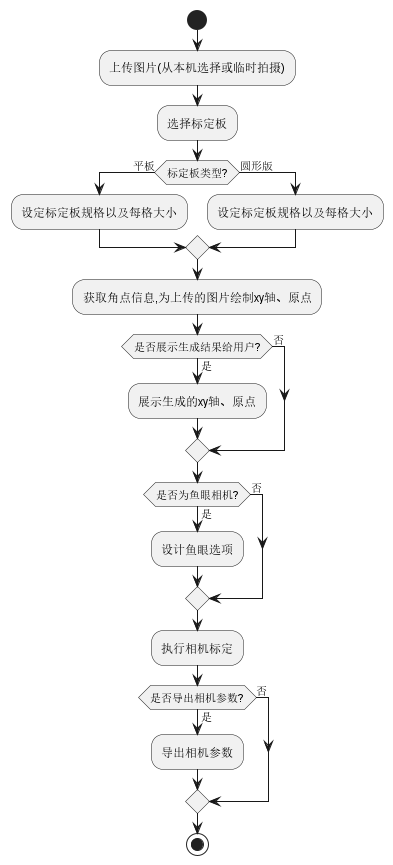 上传图片(从本机选择或临时拍摄)
选择标定板
标定板类型?
平板
圆形版
设定标定板规格以及每格大小
设定标定板规格以及每格大小
获取角点信息,为上传的图片绘制xy轴、原点
是否展示生成结果给用户?
否
是
展示生成的xy轴、原点
是否为鱼眼相机?
否
是
设计鱼眼选项
执行相机标定
是否导出相机参数?
否
是
导出相机参数